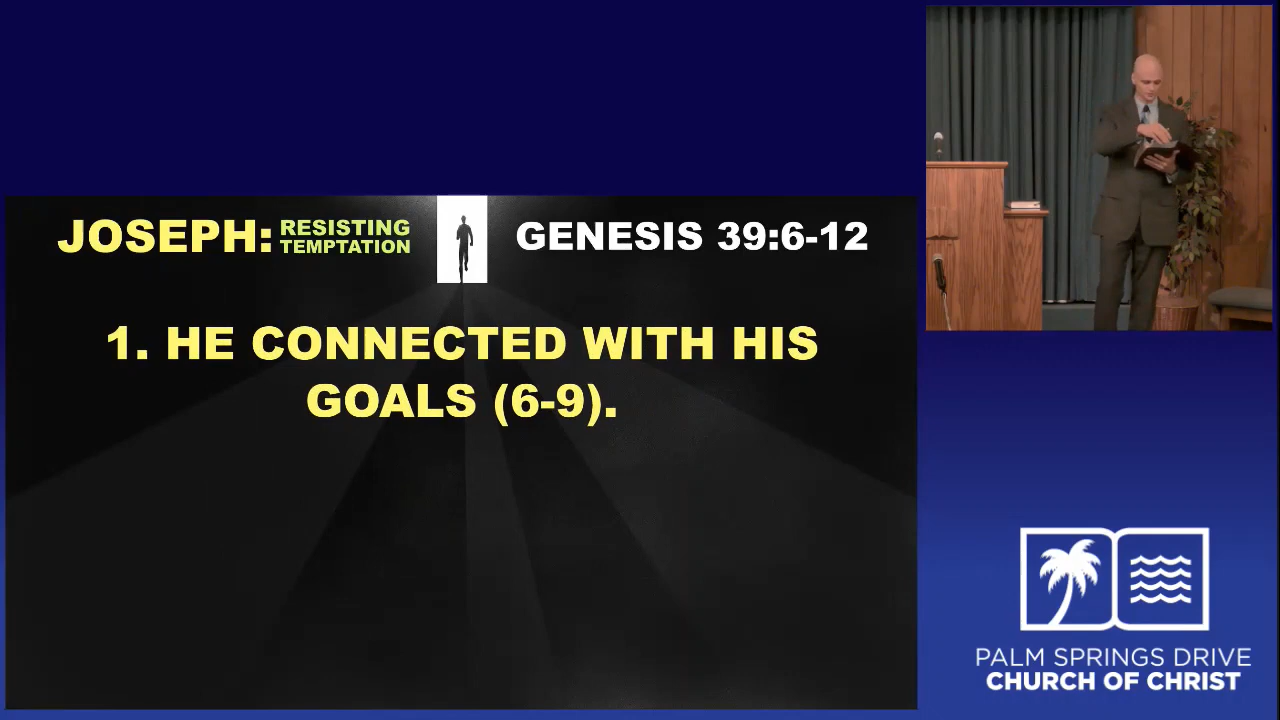 JOSEPH: RESISTING
TEMPTATION
GENESIS 39:6-12
1. HE CONNECTED WITH HIS
GOALS (6-9).
PALM SPRINGS DRIVE
CHURCH OF CHRIST